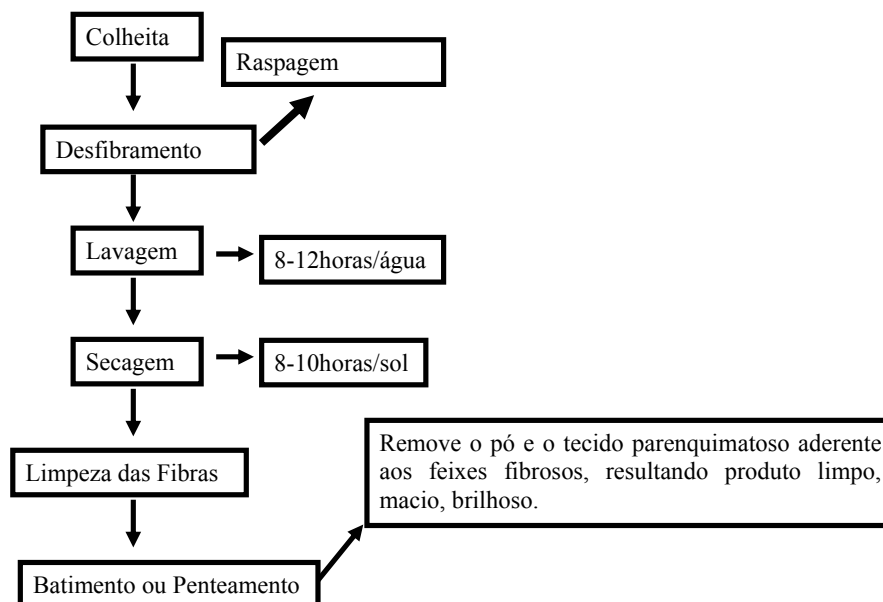 Colheita
Raspagem
Desfibramento
Lavagem
8-12horas/água
Secagem
8-10horas/sol
Limpeza das Fibras
Remove o pó e o tecido parenquimatoso aderente
aos feixes fibrosos, resultando produto limpo,
macio, brilhoso.
Batimento ou Penteamento